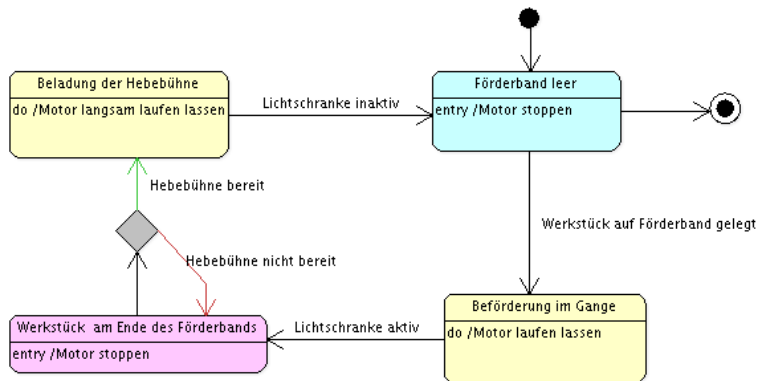 Beladung der Hebebühne
do /Motor langsam laufen lassen
Lichtschranke inaktiv
Förderband leer
entry /Motor stoppen
Hebebühne bereit
Werkstück auf Förderband gelegt
Hebebühne nicht bereit
Werkstück am Ende des Förderbands
entry /Motor stoppen
Lichtschranke aktiv
Beförderung im Gange
do /Motor laufen lassen